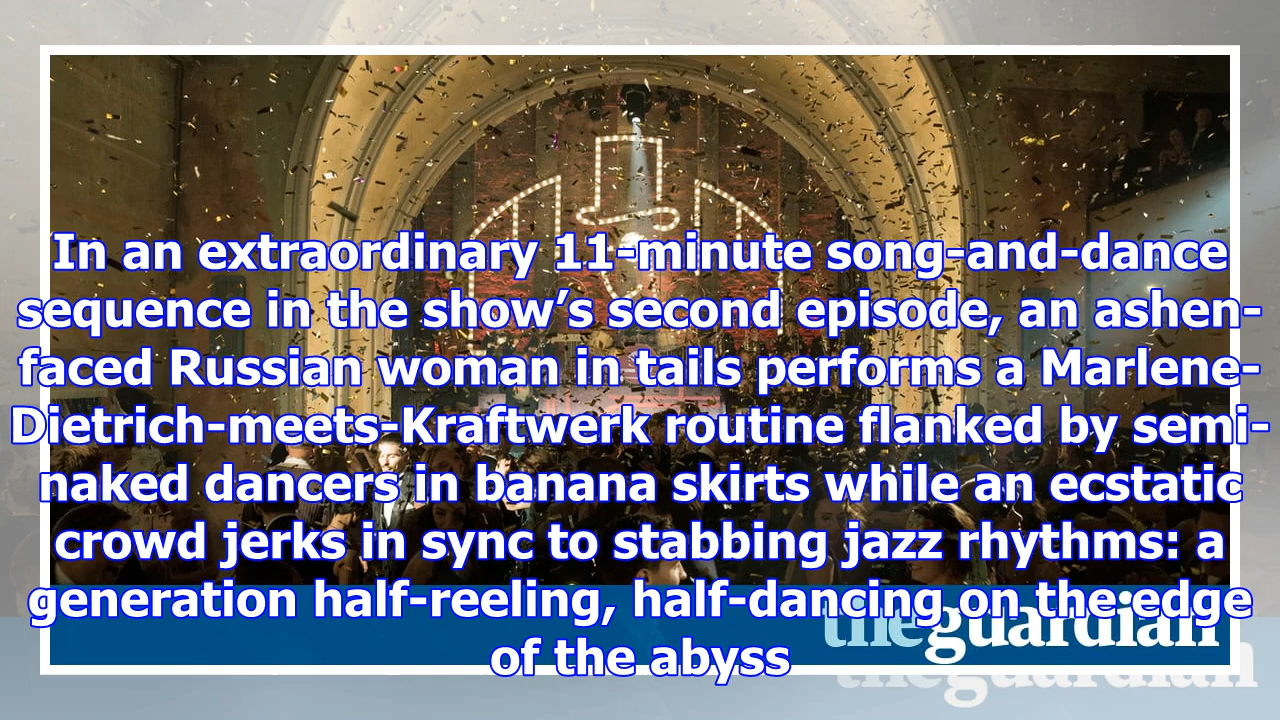 In an extraordinary 11-minute song-and-dance
sequence in the show’s second episode, an ashen-
faced Russian woman in tails performs a Marlene-
Dietrich-meets-Kraftwerk routine flanked by semi-
naked dancers in banana skirts while an ecstatic
crowd jerks in sync to stabbing jazz rhythms: a
generation half-reeling, half-dancing on the edge
of the abyss
theguardian
theguardian